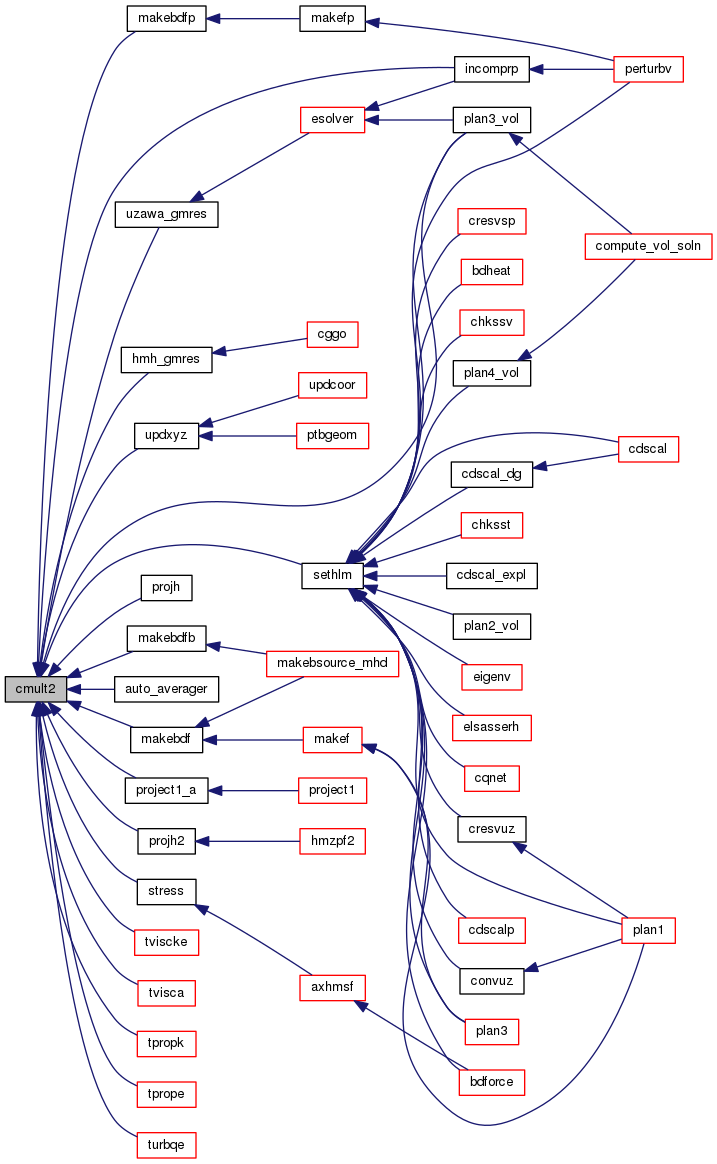 makebdfp
makefp
incomprp
perturbv
esolver
plan3_vol
uzawa_gmres
cresvsp
compute_vol_soln
bdheat
chkssv
cggo
hmh_gmres
plan4_vol
updcoor
updxyz
ptbgeom
cdscal
cdscal_dg
chksst
sethlm
cdscal_expl
projh
plan2_vol
makebdfb
makebsource_mhd
eigenv
cmult2
auto_averager
elsasserh
makebdf
makef
cqnet
project1_a
project1
cresvuz
projh2
hmzpf2
stress
cdscalp
plan1
tviscke
convuz
axhmsf
tvisca
plan3
tpropk
bdforce
tprope
turbqe